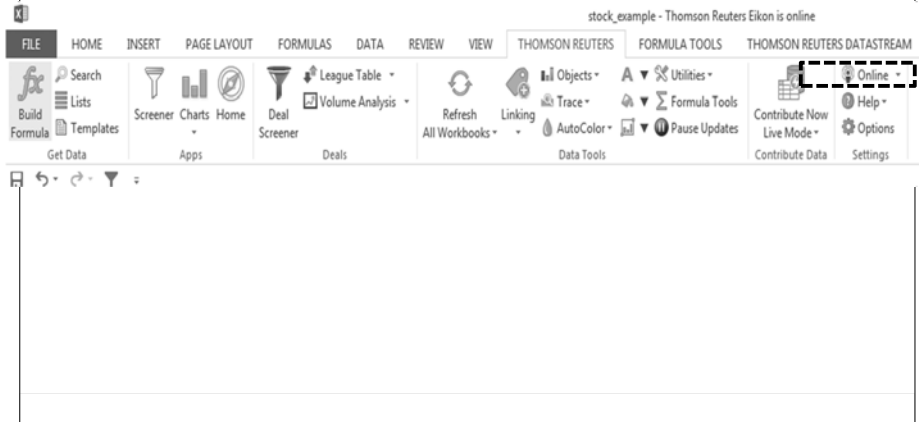 stock_example - Thomson Reuters Eikon is online
FILE HOME INSERT PAGE LAYOUT FORMULAS DATA REVIEW VIEW THOMSON REUTERS FORMULA TOOLS THOMSON REUTERS DATASTREAM
fx Build Formula
Search
Lists
Templates
Get Data
Screener Charts Home
Apps
Deal Screener
League Table
Volume Analysis
Deals
Refresh All Workbooks
Linking
Objects
Trace
AutoColor
Utilities
Formula Tools
Pause Updates
Data Tools
Contribute Now
Live Mode
Contribute Data
Online
Help
Options
Settings